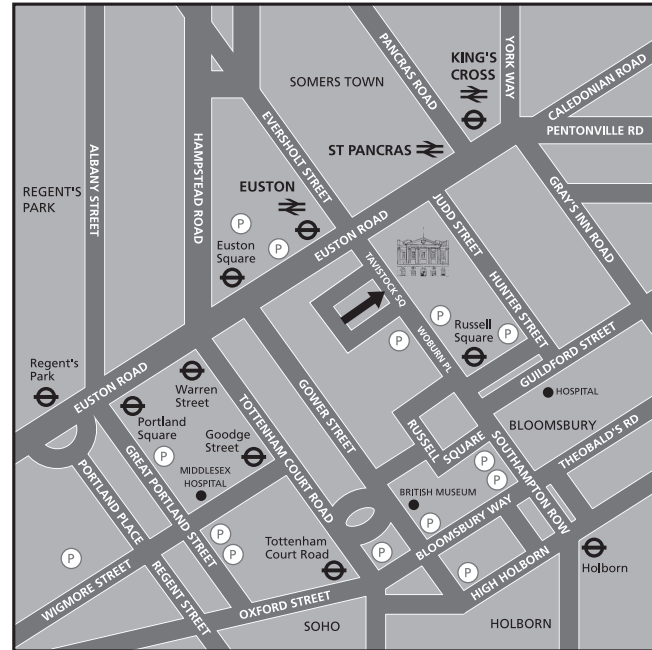 KING'S
CROSS
YORK WAY
CALEDONIAN ROAD
PANCRAS ROAD
SOMERS TOWN
PENTONVILLE RD
ST PANCRAS
EVERSHOLT STREET
ALBANY STREET
HAMPSTEAD ROAD
REGENT'S
PARK
EUSTON
JUDD STREET
GRAY'S INN ROAD
P
P
Euston
Square
EUSTON ROAD
TAVISTOCK SQ
HUNTER STREET
P
P
Russell
Square
WOBURN PL
GUILDFORD STREET
Regent's
Park
EUSTON ROAD
Warren
Street
GOWER STREET
HOSPITAL
Portland
Square
TOTTENHAM COURT ROAD
Goodge
Street
RUSSELL
SQUARE
BLOOMSBURY
THEOBALD'S RD
P
GREAT PORTLAND STREET
MIDDLESEX
HOSPITAL
P
P
SOUTHAMPTON ROW
PORTLAND PLACE
BRITISH MUSEUM
P
BLOOMSBURY WAY
P
P
P
Tottenham
Court Road
P
P
Holborn
WIGMORE STREET
REGENT STREET
OXFORD STREET
HIGH HOLBORN
SOHO
HOLBORN
P